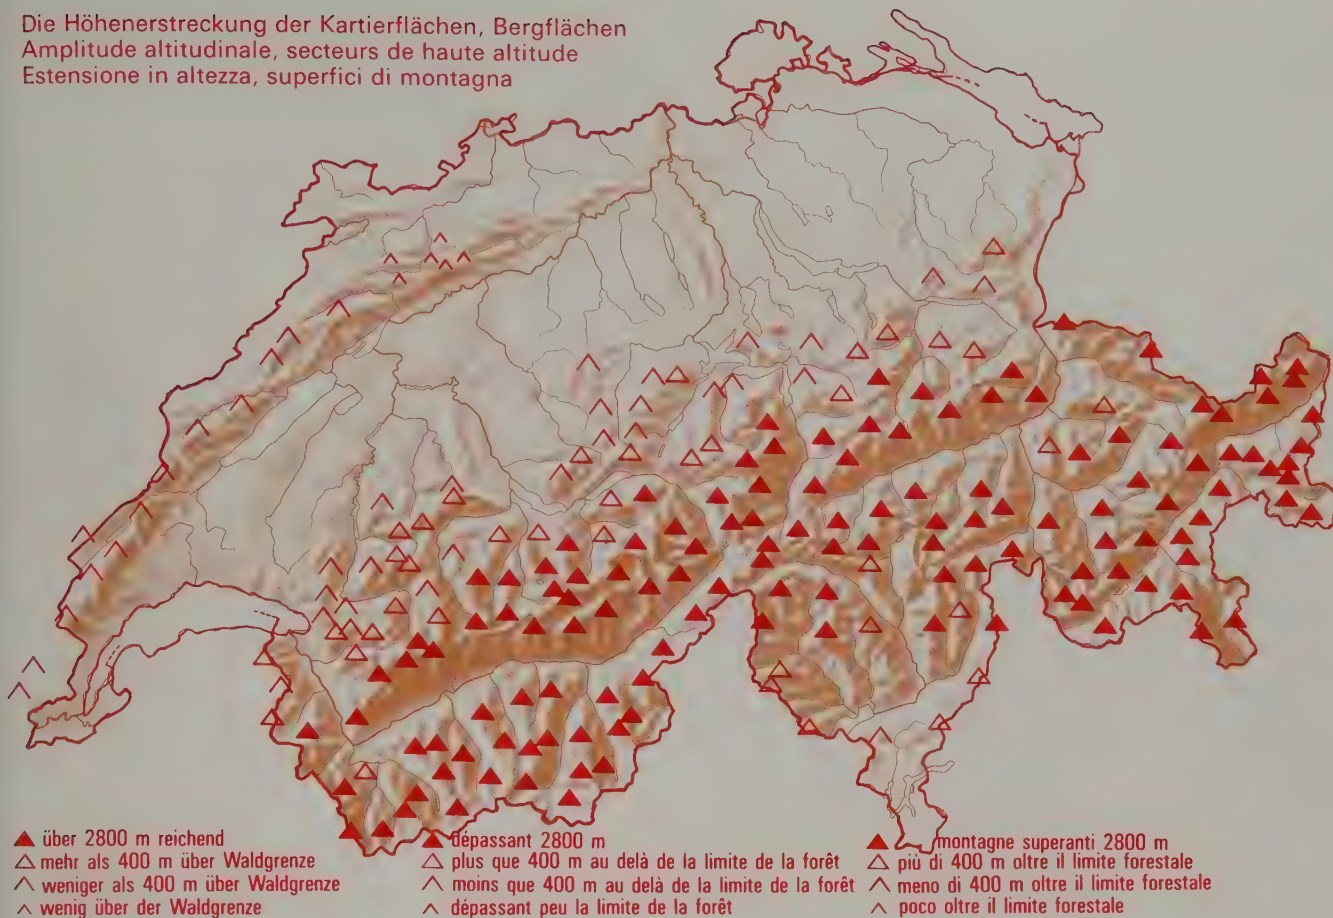 Die Höhenerstreckung der Kartierflächen, Bergflächen
Amplitude altitudinale, secteurs de haute altitude
Estensione in altezza, superfici di montagna
über 2800 m reichend
mehr als 400 m über Waldgrenze
weniger als 400 m über Waldgrenze
wenig über der Waldgrenze
dépassant 2800 m
plus que 400 m au delà de la limite de la forêt
moins que 400 m au delà de la limite de la forêt
dépassant peu la limite de la forêt
montagne superanti 2800 m
più di 400 m oltre il limite forestale
meno di 400 m oltre il limite forestale
poco oltre il limite forestale